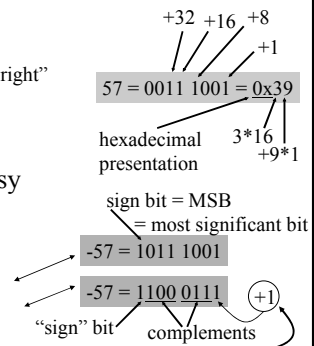 +32 +16 +8
+1
right”
57 = 0011 1001 = 0x39
hexadecimal 3*16
presentation +9*1
sy
sign bit = MSB
= most significant bit
-57 = 1011 1001
-57 = 1100 0111 +1
“sign” bit complements